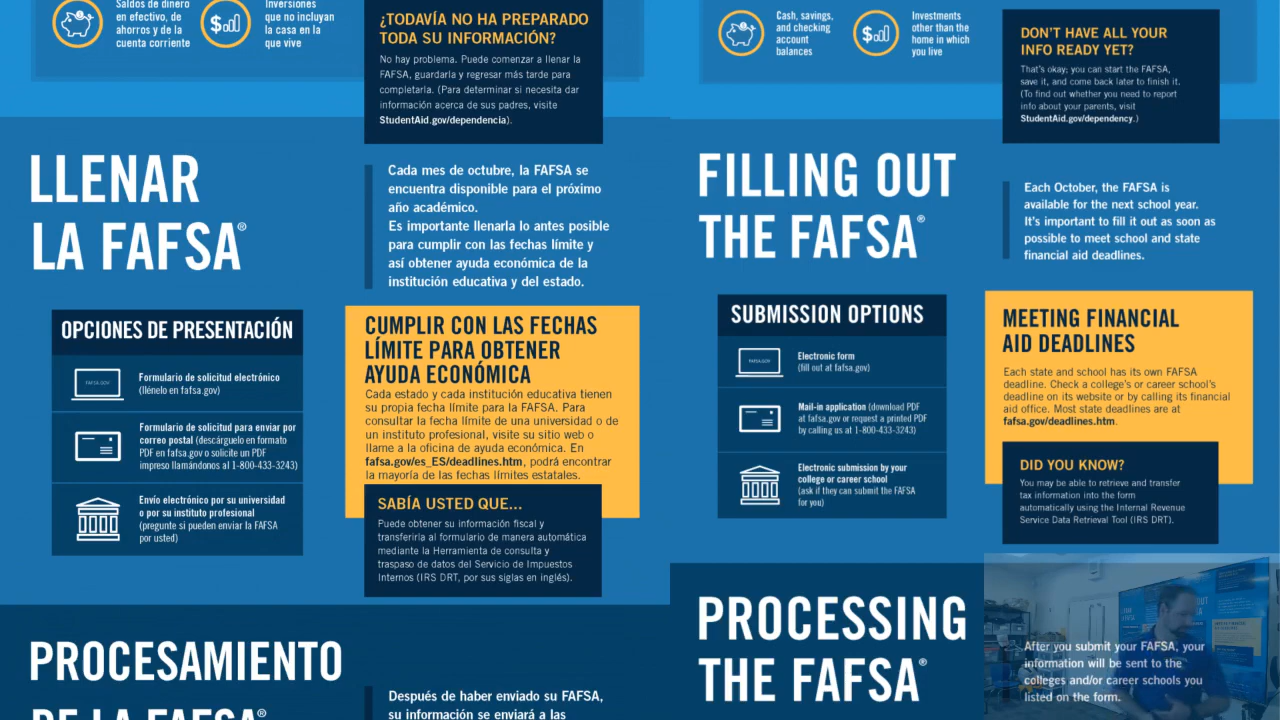 Saldos de dinero
en efectivo, de
ahorros y de la
cuenta corriente
Inversiones
que no incluyan
la casa en la
que vive
¿TODAVÍA NO HA PREPARADO
TODA SU INFORMACIÓN?
No hay problema. Puede comenzar a llenar la
FAFSA, guardarla y regresar más tarde para
completarla. (Para determinar si necesita dar
información acerca de sus padres, visite
StudentAid.gov/dependencia).
LLENAR
LA FAFSA®
Cada mes de octubre, la FAFSA se
encuentra disponible para el próximo
año académico.
Es importante llenarla lo antes posible
para cumplir con las fechas límite y
así obtener ayuda económica de la
institución educativa y del estado.
OPCIONES DE PRESENTACIÓN
FAFSA.GOV
Formulario de solicitud electrónico
(llénelo en fafsa.gov)
Formulario de solicitud para enviar por
correo postal (descárguelo en formato
PDF en fafsa.gov o solicite un PDF
impreso llamándonos al 1-800-433-3243)
Envío electrónico por su universidad
o por su instituto profesional
(pregunte si pueden enviar la FAFSA
por usted)
CUMPLIR CON LAS FECHAS
LÍMITE PARA OBTENER
AYUDA ECONÓMICA
Cada estado y cada institución educativa tienen
su propia fecha límite para la FAFSA. Para
consultar la fecha límite de una universidad o de
un instituto profesional, visite su sitio web o
llame a la oficina de ayuda económica. En
fafsa.gov/es_ES/deadlines.htm, podrá encontrar
la mayoría de las fechas límites estatales.
SABÍA USTED QUE...
Puede obtener su información fiscal y
transferirla al formulario de manera automática
mediante la Herramienta de consulta y
traspaso de datos del Servicio de Impuestos
Internos (IRS DRT, por sus siglas en inglés).
PROCESAMIENTO
DE LA FAFSA®
Después de haber enviado su FAFSA,
su información se enviará a las
Cash, savings,
and checking
account
balances
Investments
other than the
home in which
you live
DON'T HAVE ALL YOUR
INFO READY YET?
That's okay; you can start the FAFSA,
save it, and come back later to finish it.
(To find out whether you need to report
info about your parents, visit
StudentAid.gov/dependency.)
FILLING OUT
THE FAFSA®
Each October, the FAFSA is
available for the next school year.
It's important to fill it out as soon as
possible to meet school and state
financial aid deadlines.
SUBMISSION OPTIONS
FAFSA.GOV
Electronic form
(fill out at fafsa.gov)
Mail-in application (download PDF
at fafsa.gov or request a printed PDF
by calling us at 1-800-433-3243)
Electronic submission by your
college or career school
(ask if they can submit the FAFSA
for you)
MEETING FINANCIAL
AID DEADLINES
Each state and school has its own FAFSA
deadline. Check a college's or career school's
deadline on its website or by calling its financial
aid office. Most state deadlines are at
fafsa.gov/deadlines.htm.
DID YOU KNOW?
You may be able to retrieve and transfer
tax information into the form
automatically using the Internal Revenue
Service Data Retrieval Tool (IRS DRT).
PROCESSING
THE FAFSA®
After you submit your FAFSA, your
information will be sent to the
colleges and/or career schools you
listed on the form.